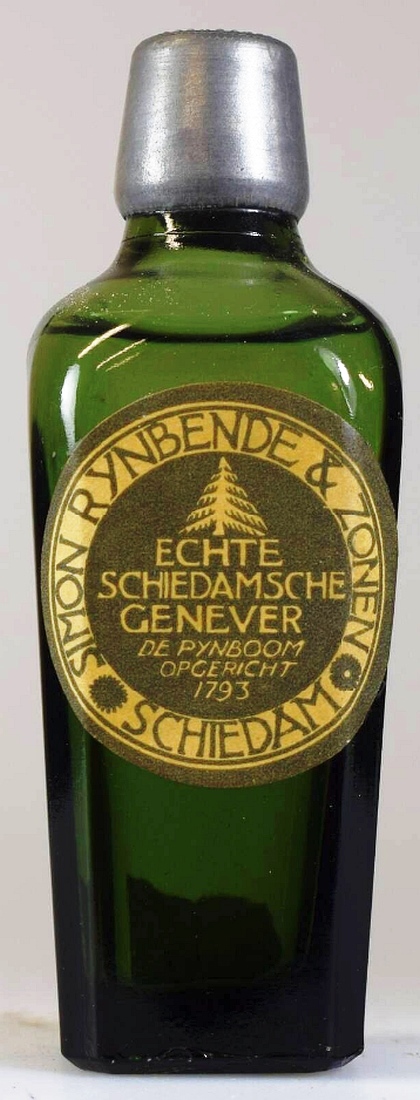 SIMON RYNBENDE & ZONEN
SCHIEDAM
ECHTE
SCHIEDAMSCHE
GENEVER
DE PYNBOOM
OPGERICHT
1793